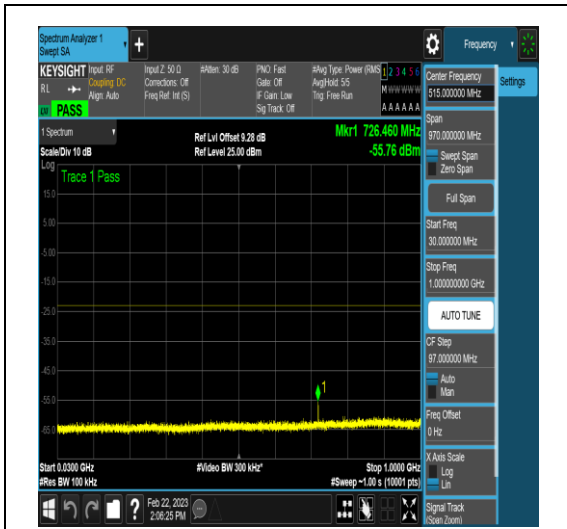 Spectrum Analyzer 1
Swept SA
+
Frequency
KEYSIGHT
RL
Input: RF
Coupling: DC
Align: Auto
Input Z: 50 Ω
Corrections: Off
Freq Ref: Int (S)
#Atten: 30 dB
PNO: Fast
Gate: Off
IF Gain: Low
Sig Track: Off
#Avg Type: Power (RMS)
Avg|Hold: 5/5
Trig: Free Run
1 2 3 4 5 6
M W W W W W
A A A A A A
PASS
1 Spectrum
Scale/Div 10 dB
Ref Lvl Offset 9.28 dB
Ref Level 25.00 dBm
Mkr1 726.460 MHz
-55.76 dBm
Log
Trace 1 Pass
15.0
5.00
-5.00
-15.0
-25.0
-35.0
-45.0
-55.0
-65.0
1
Start 0.0300 GHz
#Res BW 100 kHz
#Video BW 300 kHz*
Stop 1.0000 GHz
#Sweep ~1.00 s (10001 pts)
Feb 22, 2023
2:06:25 PM
Center Frequency
515.000000 MHz
Settings
Span
970.000000 MHz
Swept Span
Zero Span
Full Span
Start Freq
30.000000 MHz
Stop Freq
1.000000000 GHz
AUTO TUNE
CF Step
97.000000 MHz
Auto
Man
Freq Offset
0 Hz
X Axis Scale
Log
Lin
Signal Track
(Span Zoom)